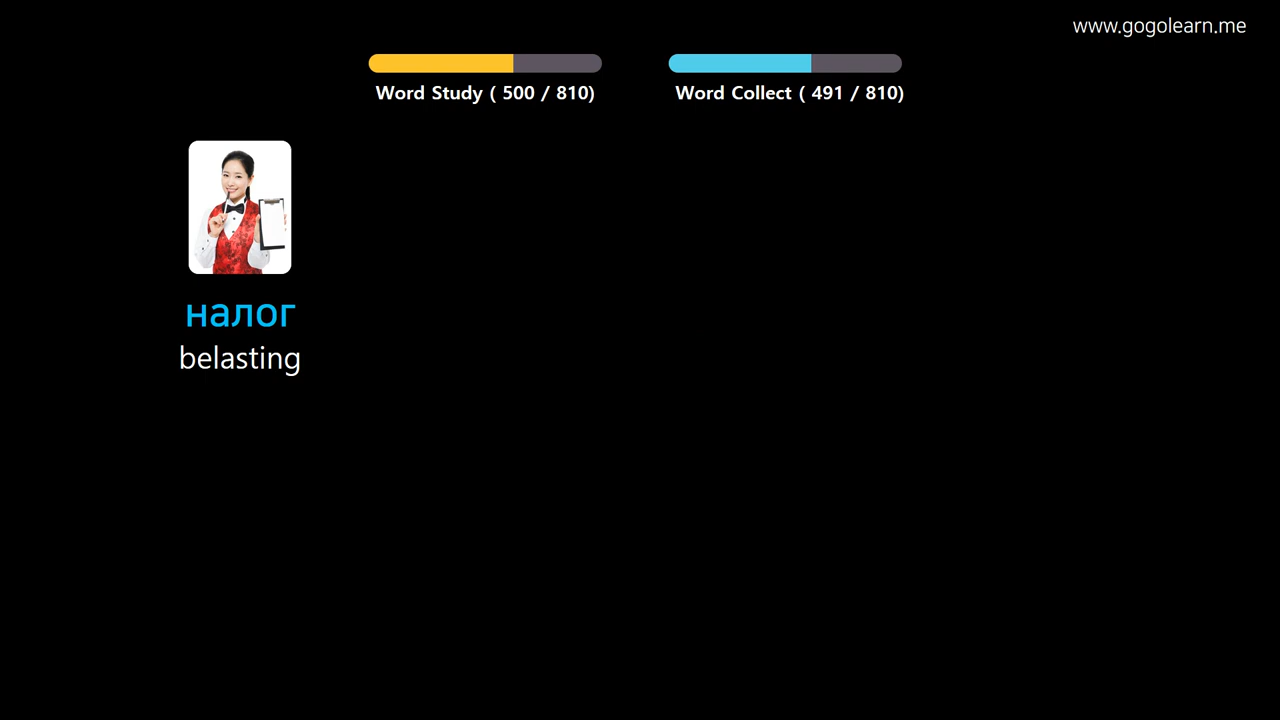 www.gogolearn.me
Word Study ( 500 / 810)
Word Collect ( 491 / 810)
налог
belasting